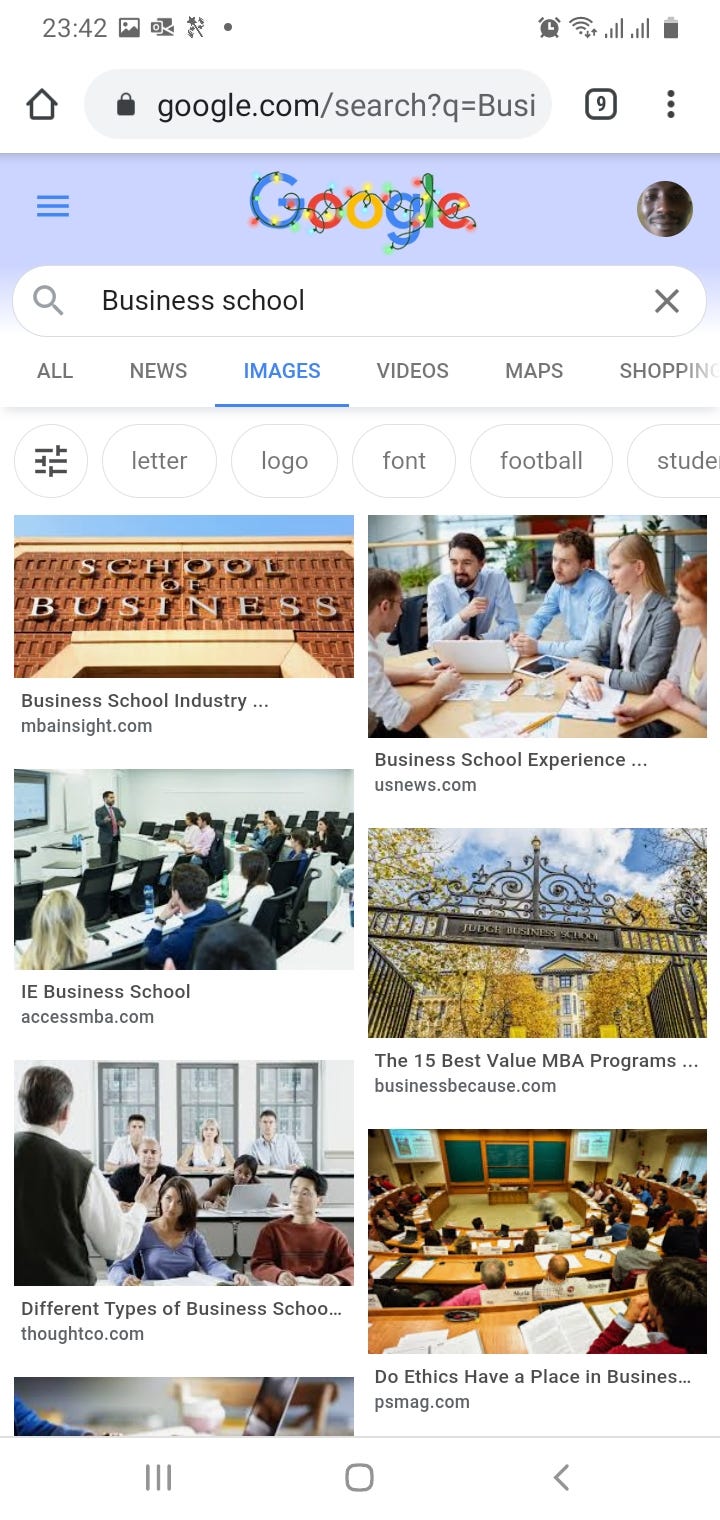 23:42
google.com/search?q=Busi
9
Google
Business school
ALL NEWS IMAGES VIDEOS MAPS SHOPPING
letter logo font football stude
SCHOOL
OF
BUSINESS
Business School Industry ...
mbainsight.com
Business School Experience ...
usnews.com
IE Business School
accessmba.com
JUDGE BUSINESS SCHOOL
The 15 Best Value MBA Programs ...
businessbecause.com
Different Types of Business Schoo...
thoughtco.com
Do Ethics Have a Place in Busines...
psmag.com